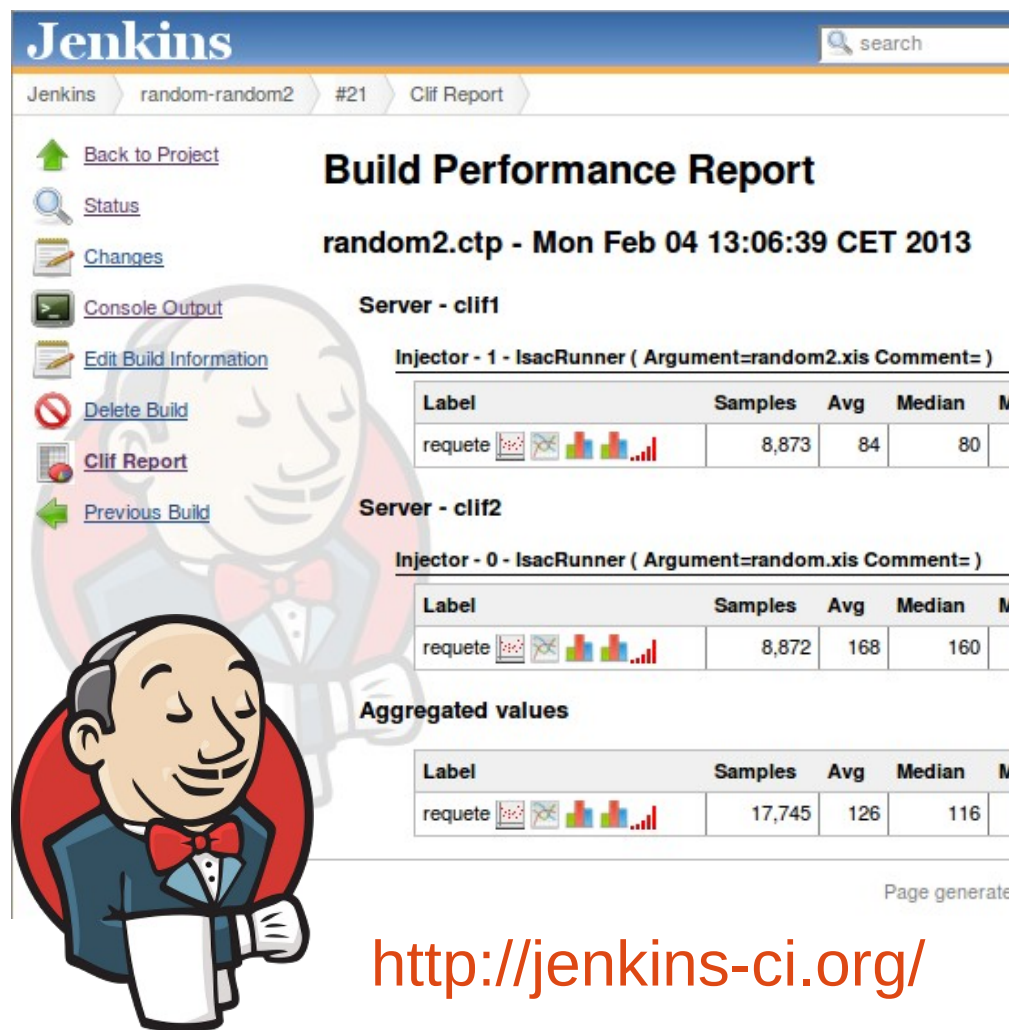 Jenkins
search
Jenkins random-random2 #21 Clif Report
Back to Project
Status
Changes
Console Output
Edit Build Information
Delete Build
Clif Report
Previous Build
Build Performance Report
random2.ctp - Mon Feb 04 13:06:39 CET 2013
Server - clif1
Injector - 1 - IsacRunner ( Argument=random2.xis Comment= )
Label Samples Avg Median M
requete 8,873 84 80
Server - clif2
Injector - 0 - IsacRunner ( Argument=random.xis Comment= )
Label Samples Avg Median M
requete 8,872 168 160
Aggregated values
Label Samples Avg Median M
requete 17,745 126 116
Page generate
http://jenkins-ci.org/